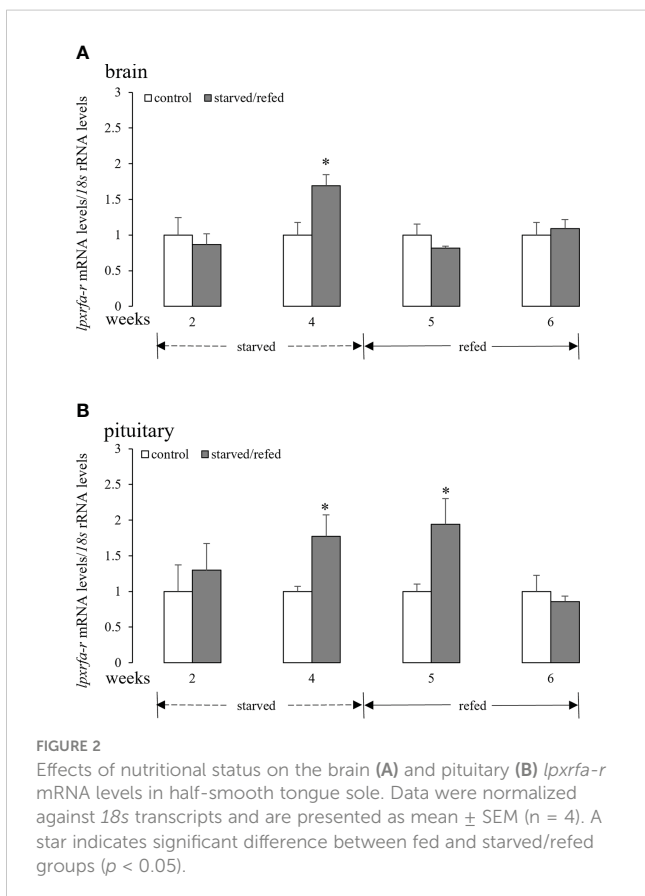 A
brain
control starved/refed
lpxrfa-r mRNA levels/18s rRNA levels
3
2.5
2
1.5
1
0.5
0
*
weeks 2 4 5 6
starved refed
B
pituitary
control starved/refed
lpxrfa-r mRNA levels/18s rRNA levels
3
2.5
2
1.5
1
0.5
0
* *
weeks 2 4 5 6
starved refed
FIGURE 2
Effects of nutritional status on the brain (A) and pituitary (B) lpxrfa-r
mRNA levels in half-smooth tongue sole. Data were normalized
against 18s transcripts and are presented as mean ± SEM (n = 4). A
star indicates significant difference between fed and starved/refed
groups (p < 0.05).